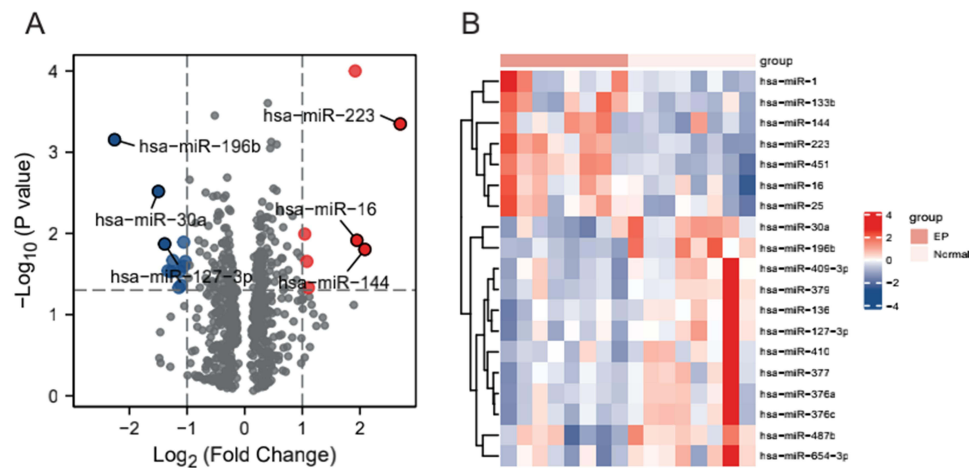 A
4
3
2
1
0
−2
−1
0
1
2
−Log10 (P value)
Log2 (Fold Change)
hsa−miR−223
hsa−miR−196b
hsa−miR−30a
hsa−miR−16
hsa−miR−127−3p
hsa−miR−144
B
group
hsa-miR-1
hsa-miR-133b
hsa-miR-144
hsa-miR-223
hsa-miR-451
hsa-miR-16
hsa-miR-25
hsa-miR-30a
hsa-miR-196b
hsa-miR-409-3p
hsa-miR-379
hsa-miR-136
hsa-miR-127-3p
hsa-miR-410
hsa-miR-377
hsa-miR-376a
hsa-miR-376c
hsa-miR-487b
hsa-miR-654-3p
4
2
0
−2
−4
group
EP
Normal